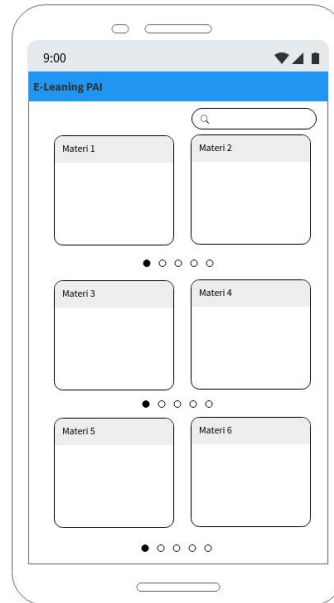 9:00
E-Leaning PAI
Materi 1
Materi 2
Materi 3
Materi 4
Materi 5
Materi 6